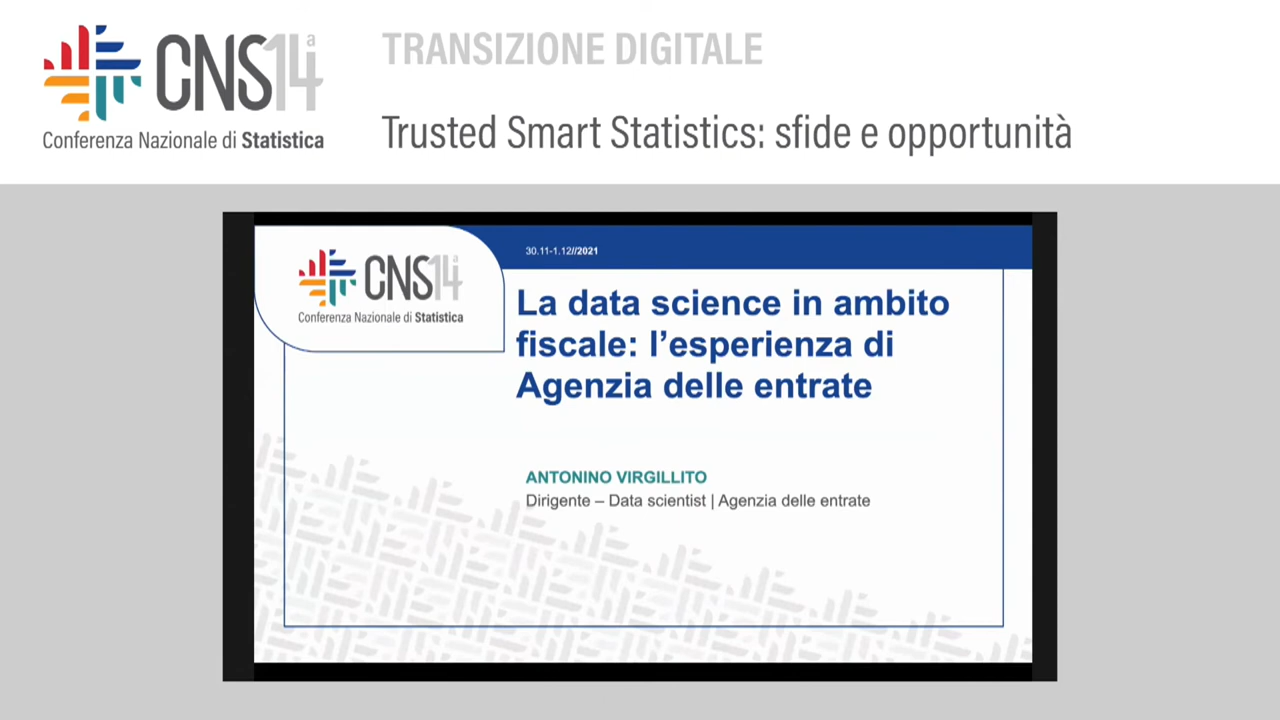 CNS14a
Conferenza Nazionale di Statistica
TRANSIZIONE DIGITALE
Trusted Smart Statistics: sfide e opportunità
CNS14a
Conferenza Nazionale di Statistica
30.11-1.12//2021
La data science in ambito
fiscale: l’esperienza di
Agenzia delle entrate
ANTONINO VIRGILLITO
Dirigente – Data scientist | Agenzia delle entrate